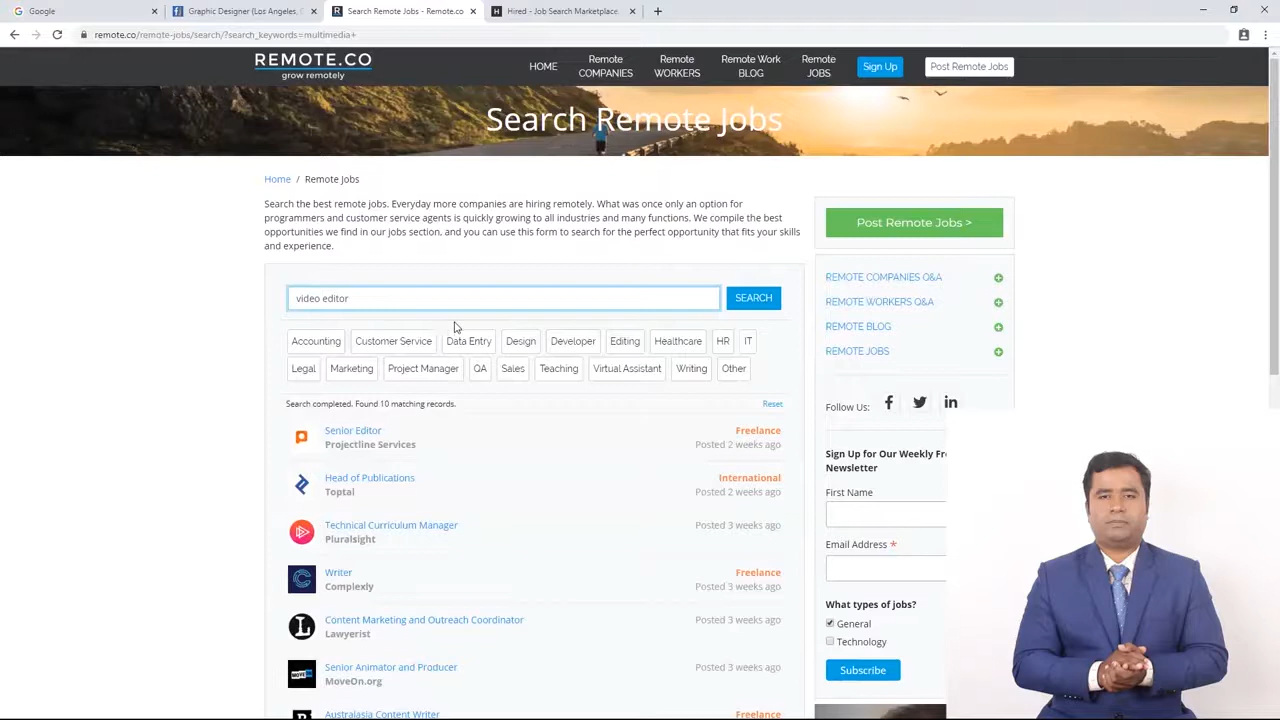 Google
Graphic Designer (Los Angeles, C
Search Remote Jobs - Remote.co
Hired - Job Search Marketplace.
remote.co/remote-jobs/search/?search_keywords=multimedia+
REMOTE.CO
grow remotely
HOME
Remote
COMPANIES
Remote
WORKERS
Remote Work
BLOG
Remote
JOBS
Sign Up
Post Remote Jobs
Search Remote Jobs
Home / Remote Jobs
Search the best remote jobs. Everyday more companies are hiring remotely. What was once only an option for
programmers and customer service agents is quickly growing to all industries and many functions. We compile the best
opportunities we find in our jobs section, and you can use this form to search for the perfect opportunity that fits your skills
and experience.
video editor
SEARCH
Accounting Customer Service Data Entry Design Developer Editing Healthcare HR IT
Legal Marketing Project Manager QA Sales Teaching Virtual Assistant Writing Other
Search completed. Found 10 matching records.
Reset
Senior Editor
Projectline Services
Freelance
Posted 2 weeks ago
Head of Publications
Toptal
International
Posted 2 weeks ago
Technical Curriculum Manager
Pluralsight
Posted 3 weeks ago
Writer
Complexly
Freelance
Posted 3 weeks ago
Content Marketing and Outreach Coordinator
Lawyerist
Posted 3 weeks ago
Senior Animator and Producer
MoveOn.org
Posted 3 weeks ago
Australasia Content Writer
Freelance
Post Remote Jobs >
REMOTE COMPANIES Q&A
REMOTE WORKERS Q&A
REMOTE BLOG
REMOTE JOBS
Follow Us:
Sign Up for Our Weekly Fr
Newsletter
First Name
Email Address *
What types of jobs?
General
Technology
Subscribe